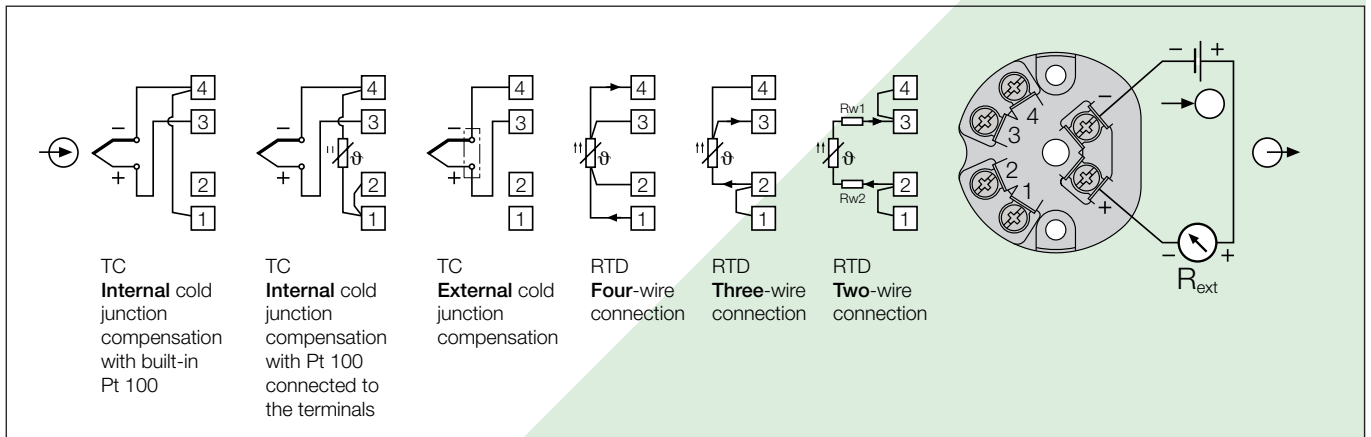 4
3
2
1
−
+
4
3
2
1
−
+
ϑ
4
3
2
1
−
+
4
3
2
1
ϑ
4
3
2
1
ϑ
4
3
2
1
Rw1
Rw2
ϑ
4
3
2
1
−
+
− +
− +
Rext
TC
Internal cold
junction
compensation
with built-in
Pt 100
TC
Internal cold
junction
compensation
with Pt 100
connected to
the terminals
TC
External cold
junction
compensation
RTD
Four-wire
connection
RTD
Three-wire
connection
RTD
Two-wire
connection